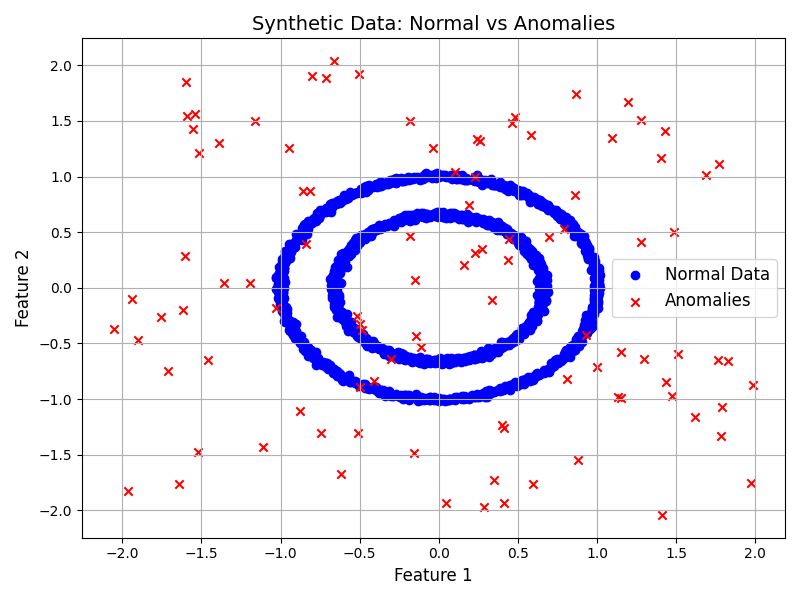 Synthetic Data: Normal vs Anomalies
2.0
1.5
1.0
0.5
0.0
−0.5
−1.0
−1.5
−2.0
Feature 2
Normal Data
Anomalies
−2.0 −1.5 −1.0 −0.5 0.0 0.5 1.0 1.5 2.0
Feature 1